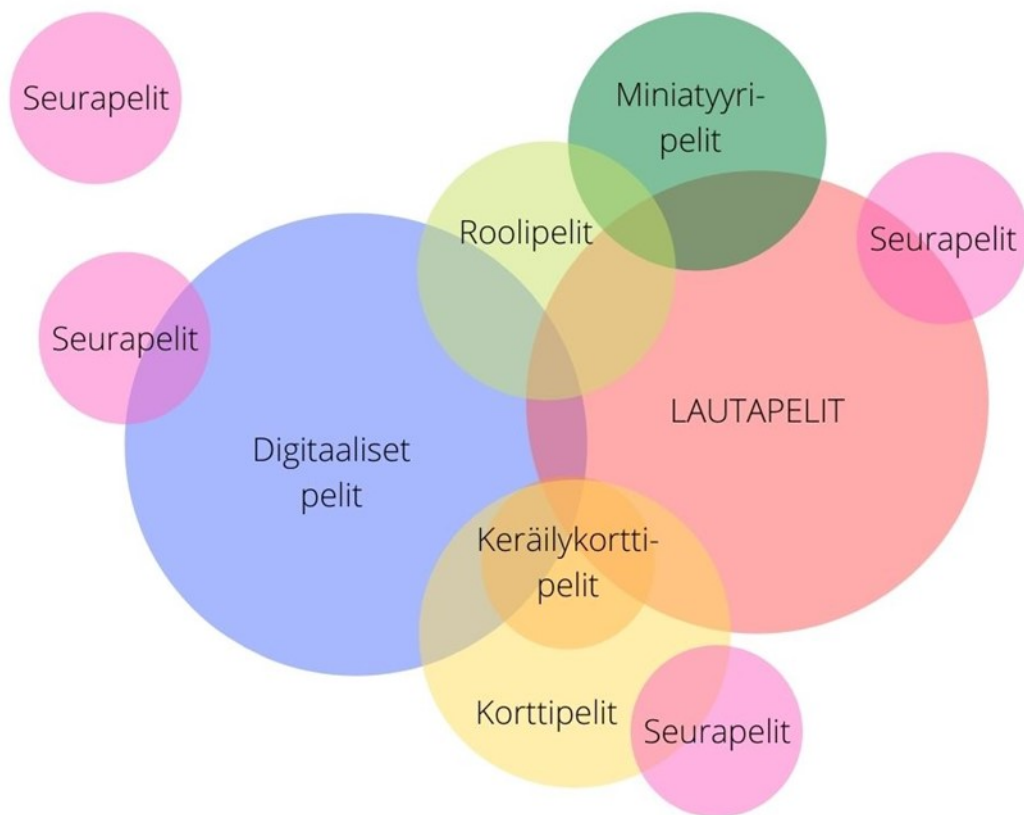 Seurapelit
Miniatyyri-
pelit
Roolipelit
Seurapelit
Seurapelit
LAUTAPELIT
Digitaaliset
pelit
Keräilykortti-
pelit
Korttipelit
Seurapelit